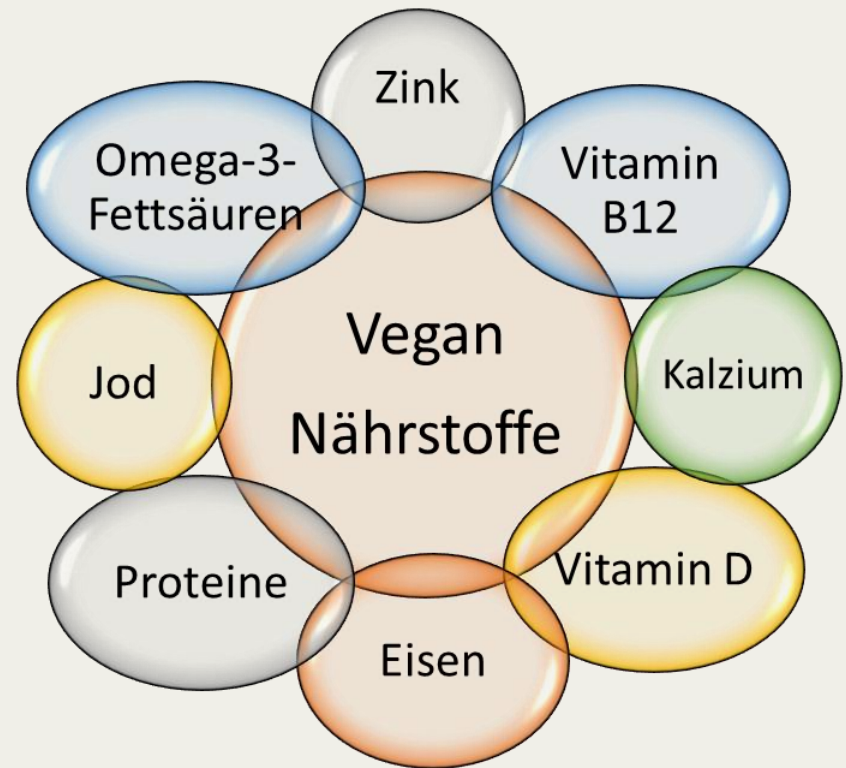 Zink
Omega-3-
Fettsäuren
Vitamin
B12
Vegan
Nährstoffe
Jod
Kalzium
Proteine
Vitamin D
Eisen